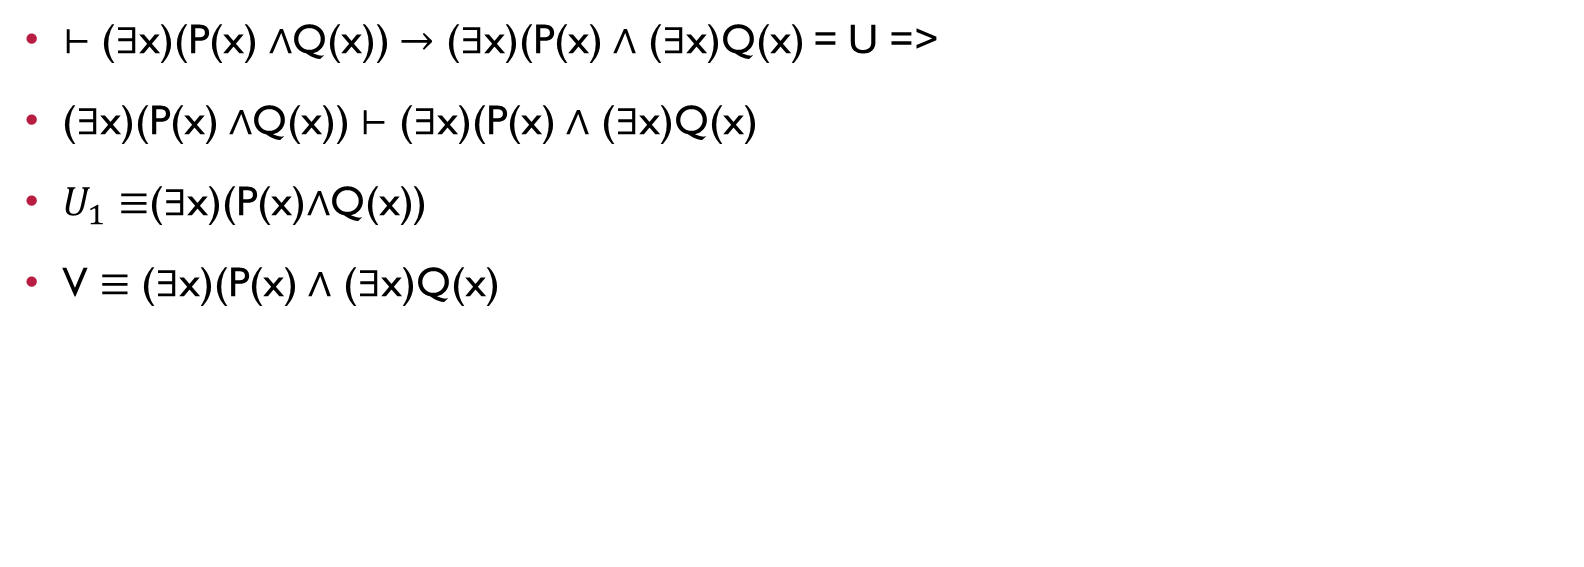 • ⊢ (∃x)(P(x) ∧Q(x)) → (∃x)(P(x) ∧ (∃x)Q(x) = U =>
• (∃x)(P(x) ∧Q(x)) ⊢ (∃x)(P(x) ∧ (∃x)Q(x)
• U₁ ≡(∃x)(P(x)∧Q(x))
• V ≡ (∃x)(P(x) ∧ (∃x)Q(x)